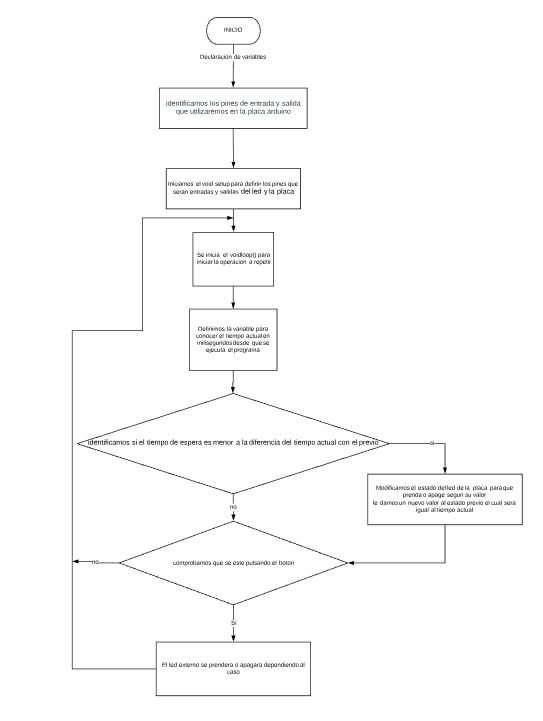 INICIO
Declaracion de variables
identificamos los pines de entrada y salida
que utilizaremos en la placa arduino
Iniciamos el void setup para definir los pines que
seran entradas y salidas del led y la placa
Se inicia el voidloop() para
iniciar la operacion a repetir
Definimos la variable para
conocer el tiempo actual en
milisegundos desde que se
ejecuta el programa
identificamos si el tiempo de espera es menor a la diferencia del tiempo actual con el previo
si
Modificamos el estado del led de la placa para que
prenda o apage segun su valor
le damos un nuevo valor al estado previo el cual sera
igual al tiempo actual
no
comprobamos que se este pulsando el boton
no
Si
El led externo se prendera o apagara dependiendo al
caso